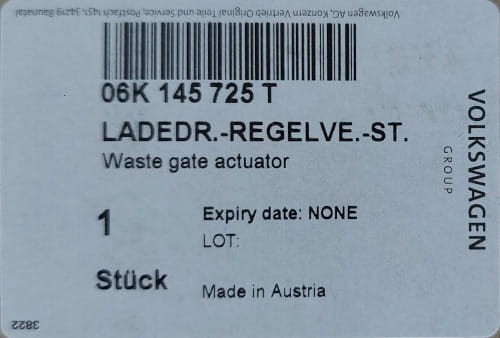 Volkswagen AG, Konzern Vertrieb Original Teile und Service, Postfach 1451, 34219 Baunatal
06K 145 725 T
LADEDR.-REGELVE.-ST.
Waste gate actuator
1
Expiry date: NONE
LOT:
Stück
Made in Austria
VOLKSWAGEN
GROUP
3822